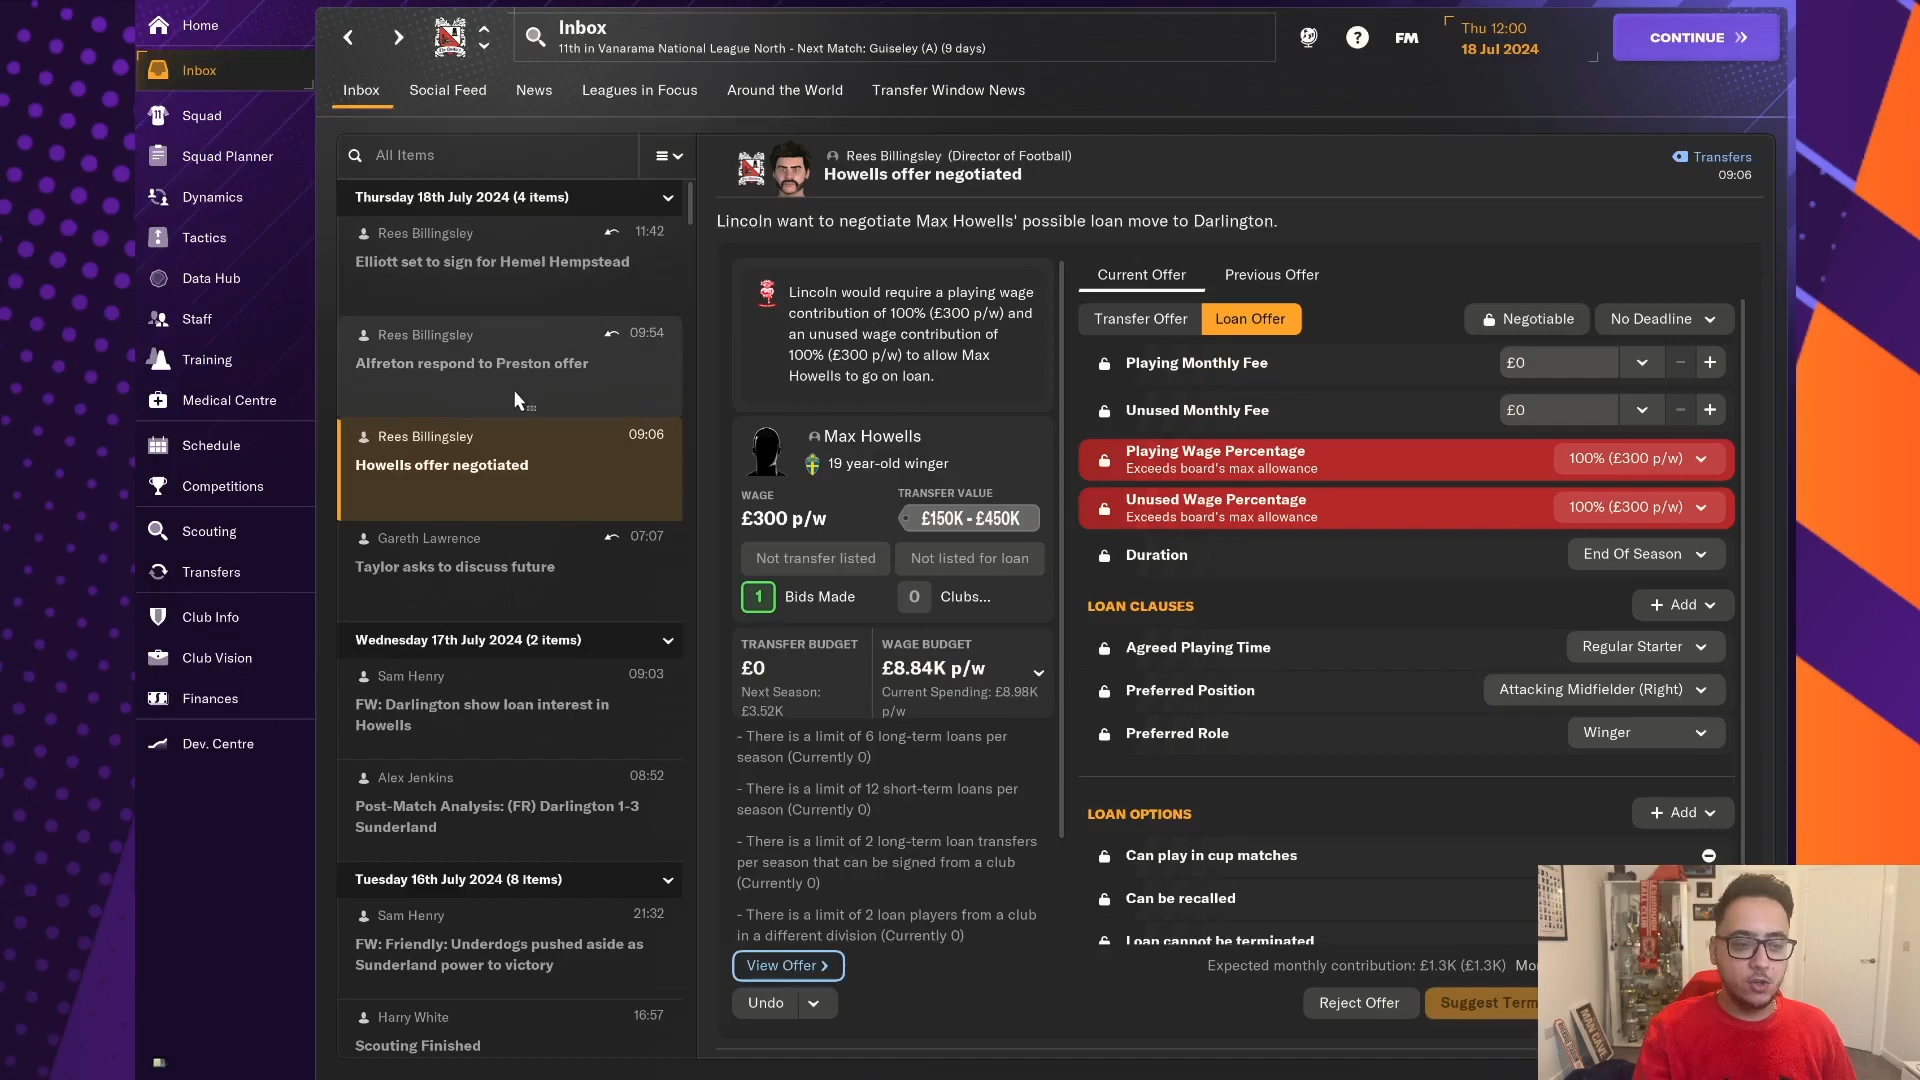 Home
Inbox
Squad
Squad Planner
Dynamics
Tactics
Data Hub
Staff
Training
Medical Centre
Schedule
Competitions
Scouting
Transfers
Club Info
Club Vision
Finances
Dev. Centre
Inbox
11th in Vanarama National League North - Next Match: Guiseley (A) (9 days)
FM
Thu 12:00
18 Jul 2024
CONTINUE
Inbox
Social Feed
News
Leagues in Focus
Around the World
Transfer Window News
All Items
Thursday 18th July 2024 (4 items)
Rees Billingsley
11:42
Elliott set to sign for Hemel Hempstead
Rees Billingsley
09:54
Alfreton respond to Preston offer
Rees Billingsley
09:06
Howells offer negotiated
Gareth Lawrence
07:07
Taylor asks to discuss future
Wednesday 17th July 2024 (2 items)
Sam Henry
09:03
FW: Darlington show loan interest in
Howells
Alex Jenkins
08:52
Post-Match Analysis: (FR) Darlington 1-3
Sunderland
Tuesday 16th July 2024 (8 items)
Sam Henry
21:32
FW: Friendly: Underdogs pushed aside as
Sunderland power to victory
Harry White
16:57
Scouting Finished
Rees Billingsley (Director of Football)
Howells offer negotiated
Transfers
09:06
Lincoln want to negotiate Max Howells' possible loan move to Darlington.
Lincoln would require a playing wage
contribution of 100% (£300 p/w) and
an unused wage contribution of
100% (£300 p/w) to allow Max
Howells to go on loan.
Max Howells
19 year-old winger
WAGE
£300 p/w
TRANSFER VALUE
£150K - £450K
Not transfer listed
Not listed for loan
1 Bids Made
0 Clubs...
TRANSFER BUDGET
£0
Next Season:
£3.52K
WAGE BUDGET
£8.84K p/w
Current Spending: £8.98K
p/w
- There is a limit of 6 long-term loans per
season (Currently 0)
- There is a limit of 12 short-term loans per
season (Currently 0)
- There is a limit of 2 long-term loan transfers
per season that can be signed from a club
(Currently 0)
- There is a limit of 2 loan players from a club
in a different division (Currently 0)
View Offer
Undo
Current Offer
Previous Offer
Transfer Offer
Loan Offer
Negotiable
No Deadline
Playing Monthly Fee
£0
Unused Monthly Fee
£0
Playing Wage Percentage
Exceeds board's max allowance
100% (£300 p/w)
Unused Wage Percentage
Exceeds board's max allowance
100% (£300 p/w)
Duration
End Of Season
LOAN CLAUSES
+ Add
Agreed Playing Time
Regular Starter
Preferred Position
Attacking Midfielder (Right)
Preferred Role
Winger
LOAN OPTIONS
+ Add
Can play in cup matches
Can be recalled
Loan cannot be terminated
Expected monthly contribution: £1.3K (£1.3K) Mo
Reject Offer
Suggest Term
MAN CAVE